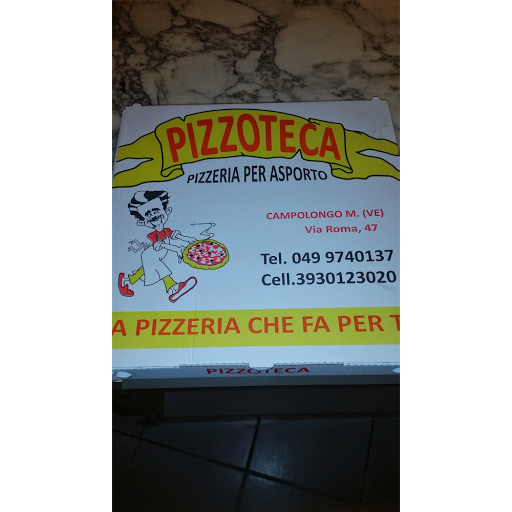 PIZZOTECA
PIZZERIA PER ASPORTO
CAMPOLONGO M. (VE)
Via Roma, 47
Tel. 049 9740137
Cell.3930123020
A PIZZERIA CHE FA PER T
PIZZOTECA